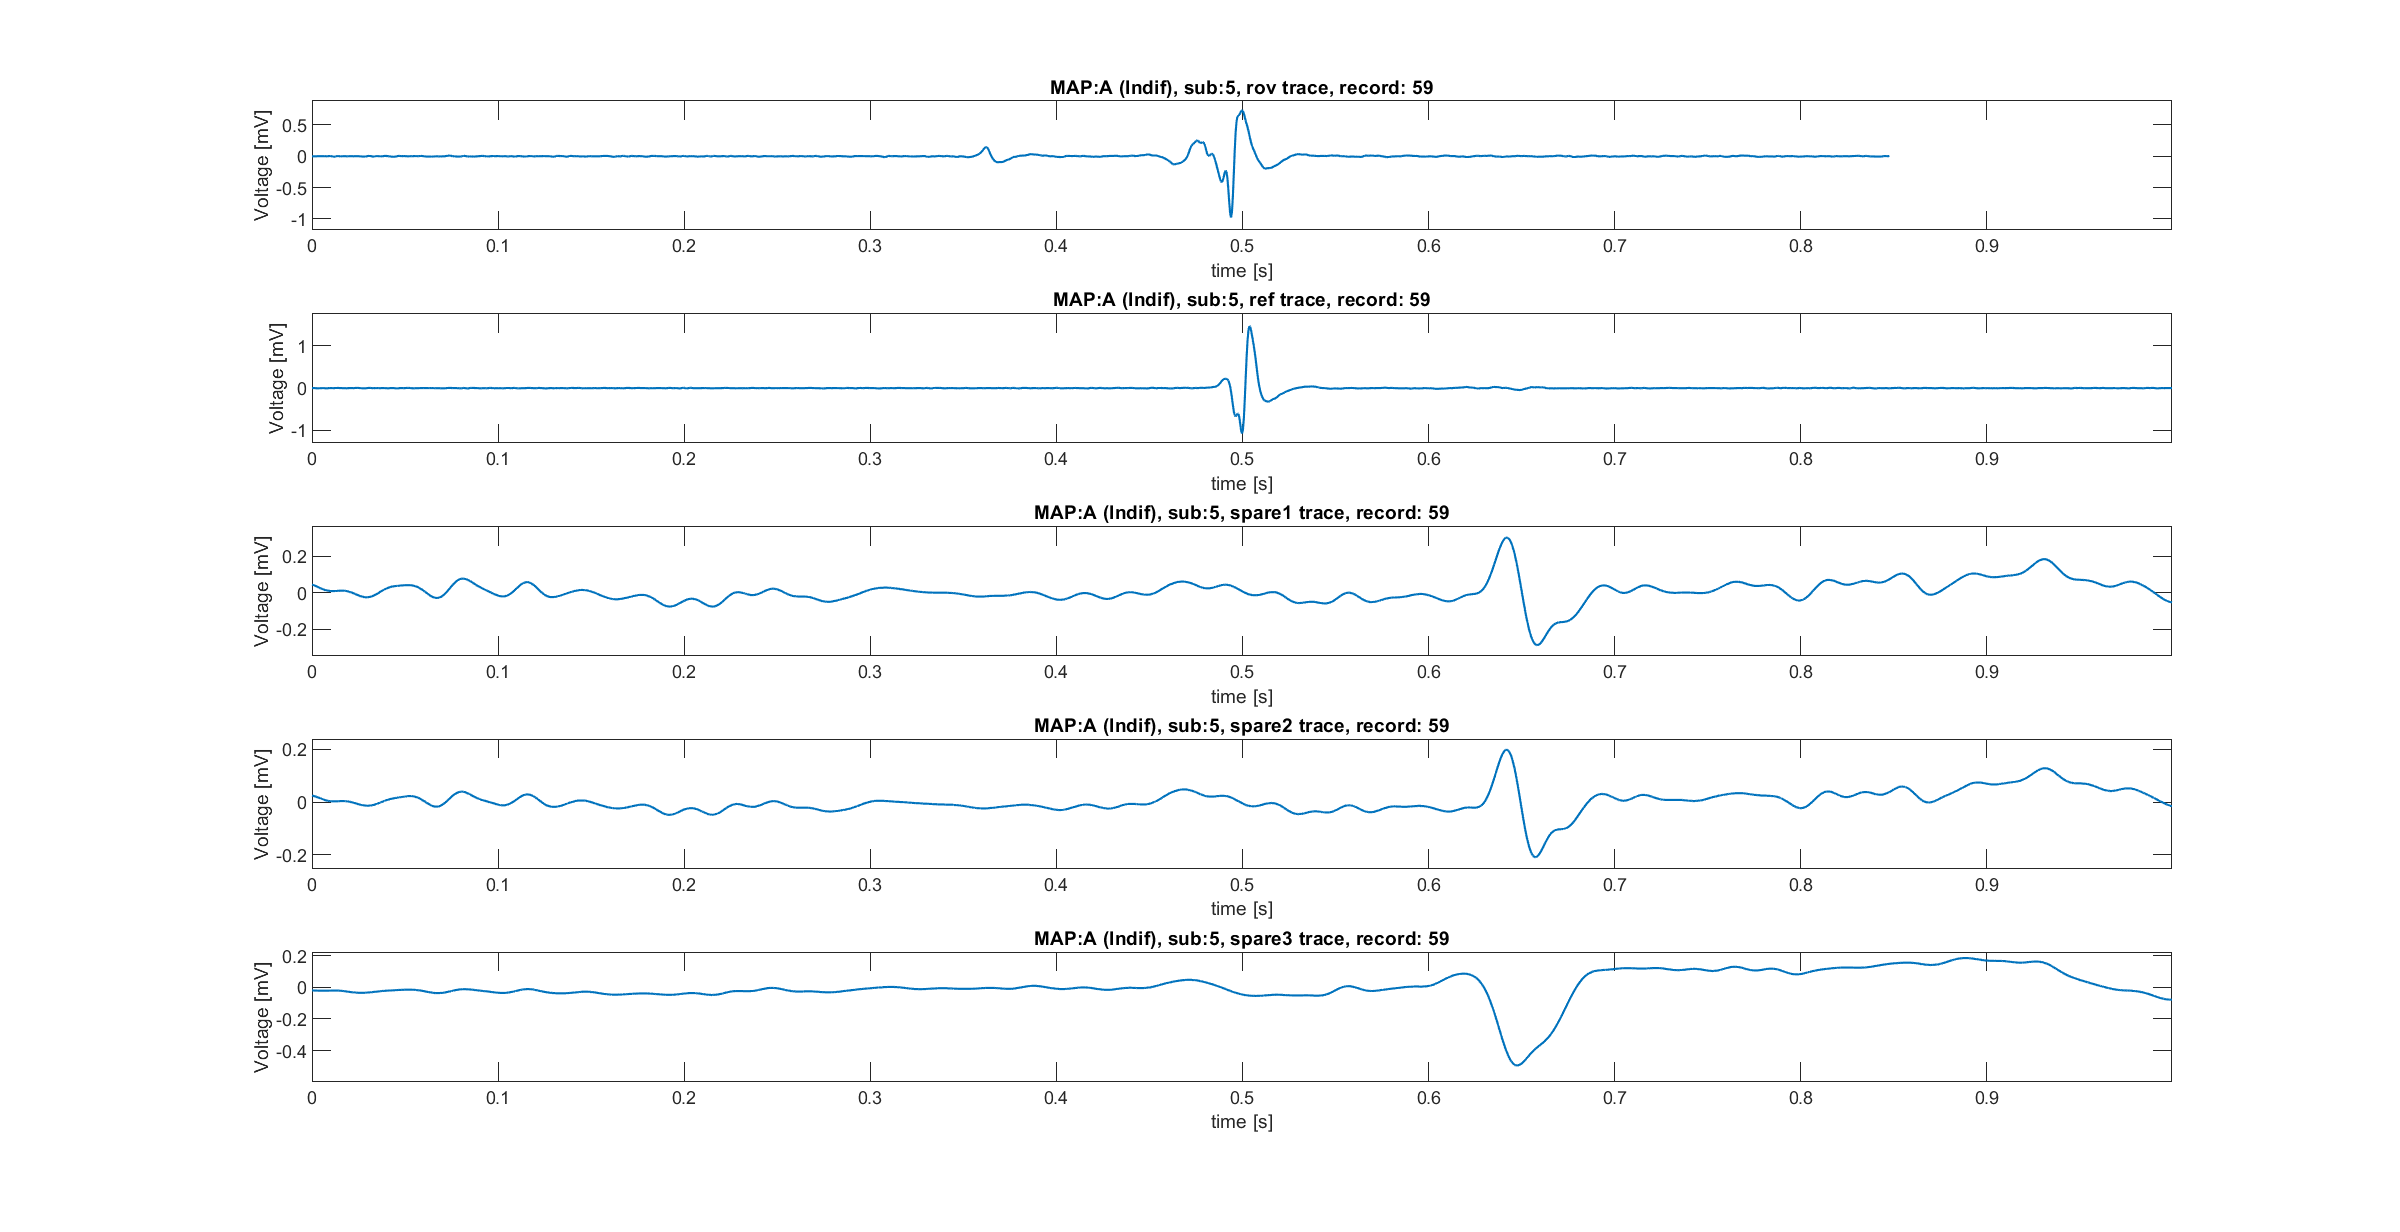 MAP:A (Indif), sub:5, rov trace, record: 59
Voltage [mV]
0.5
0
-0.5
-1
0 0.1 0.2 0.3 0.4 0.5 0.6 0.7 0.8 0.9
time [s]
MAP:A (Indif), sub:5, ref trace, record: 59
Voltage [mV]
1
0
-1
0 0.1 0.2 0.3 0.4 0.5 0.6 0.7 0.8 0.9
time [s]
MAP:A (Indif), sub:5, spare1 trace, record: 59
Voltage [mV]
0.2
0
-0.2
0 0.1 0.2 0.3 0.4 0.5 0.6 0.7 0.8 0.9
time [s]
MAP:A (Indif), sub:5, spare2 trace, record: 59
Voltage [mV]
0.2
0
-0.2
0 0.1 0.2 0.3 0.4 0.5 0.6 0.7 0.8 0.9
time [s]
MAP:A (Indif), sub:5, spare3 trace, record: 59
Voltage [mV]
0.2
0
-0.2
-0.4
0 0.1 0.2 0.3 0.4 0.5 0.6 0.7 0.8 0.9
time [s]